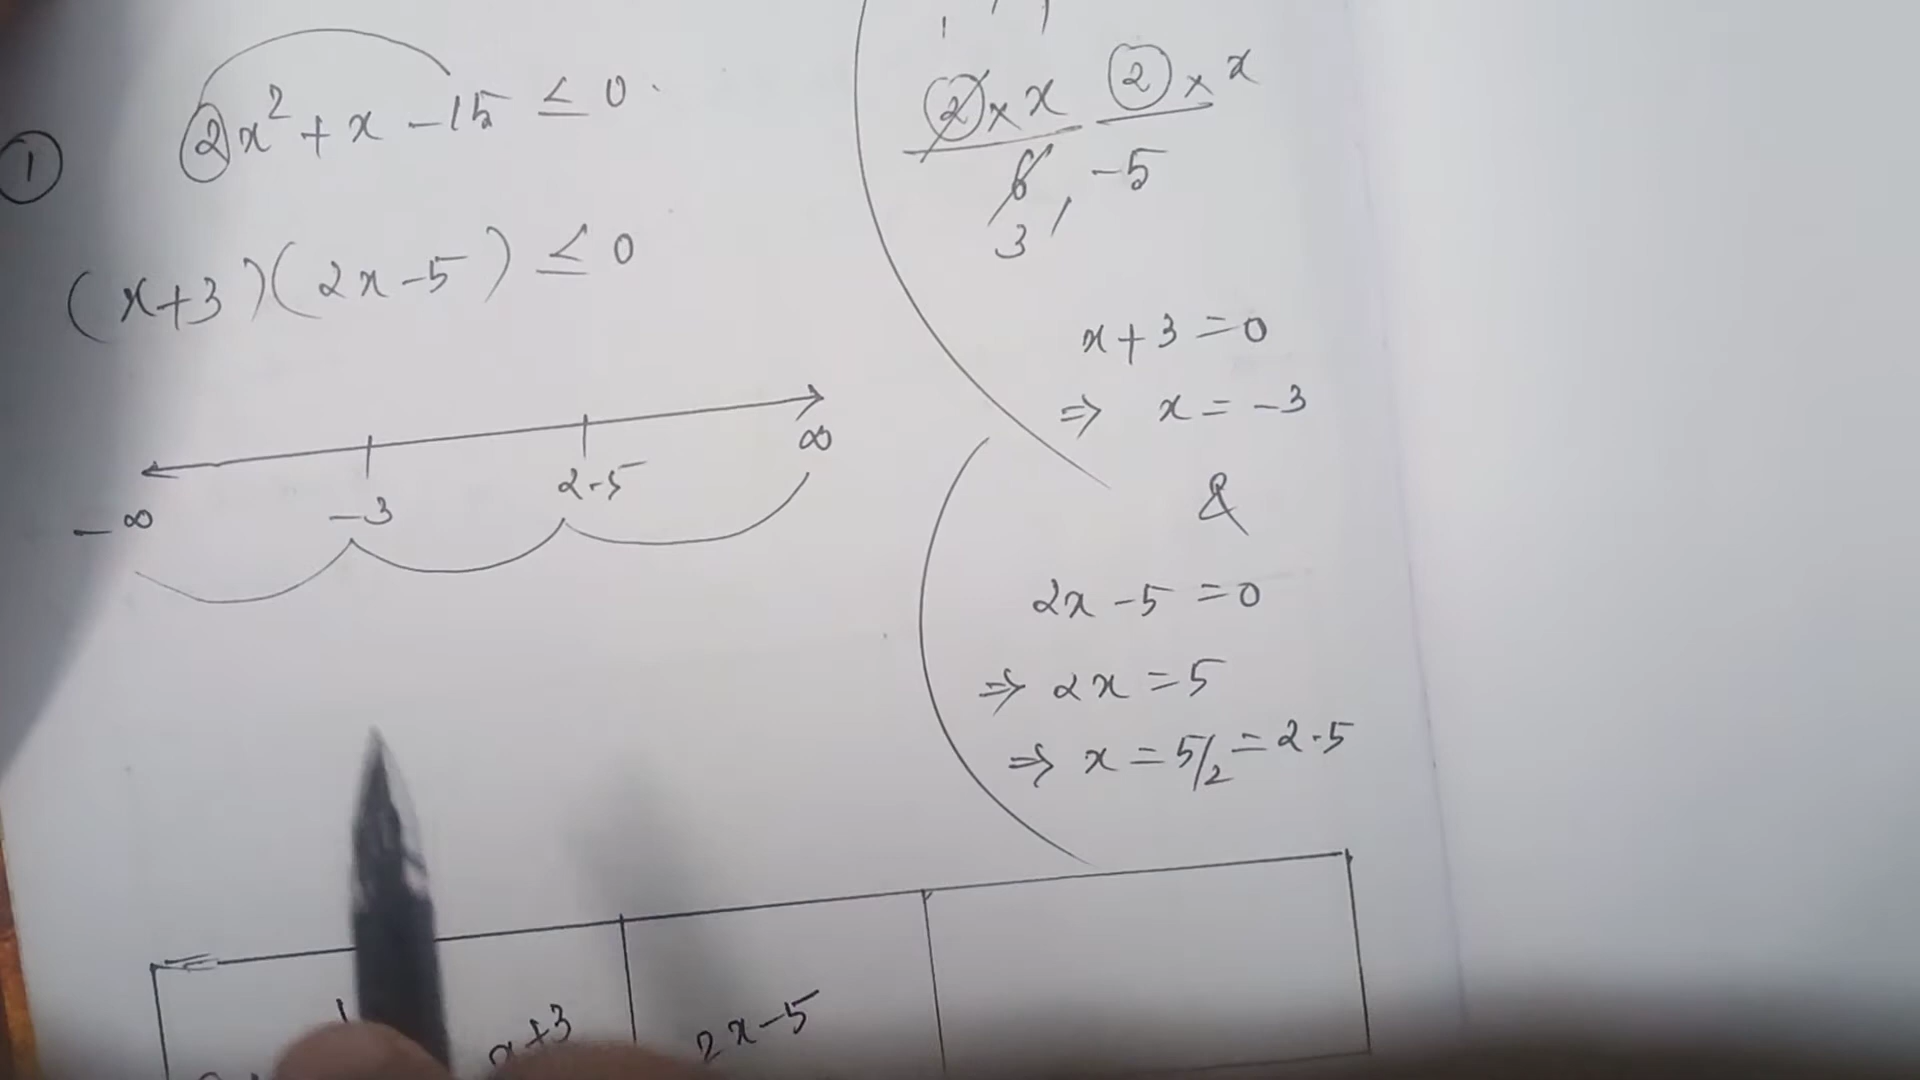 ① 2x² + x - 15 ≤ 0
(x+3)(2x-5) ≤ 0
-∞ -3 2.5 ∞
2×x 2×x
6, -5
3
x+3=0
⇒ x = -3
&
2x-5=0
⇒ 2x=5
⇒ x=5/2=2.5
x+3 2x-5